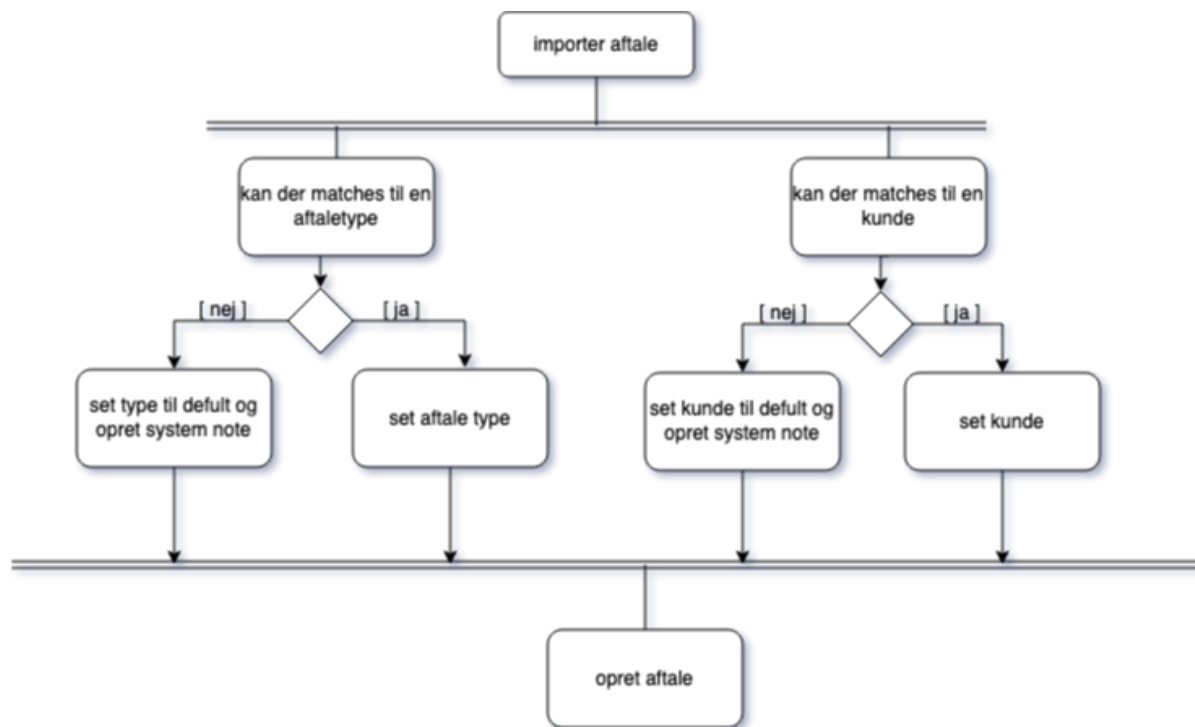 importer aftale
kan der matches til en
aftaletype
kan der matches til en
kunde
[ nej ]
[ ja ]
[ nej ]
[ ja ]
set type til defult og
opret system note
set aftale type
set kunde til defult og
opret system note
set kunde
opret aftale